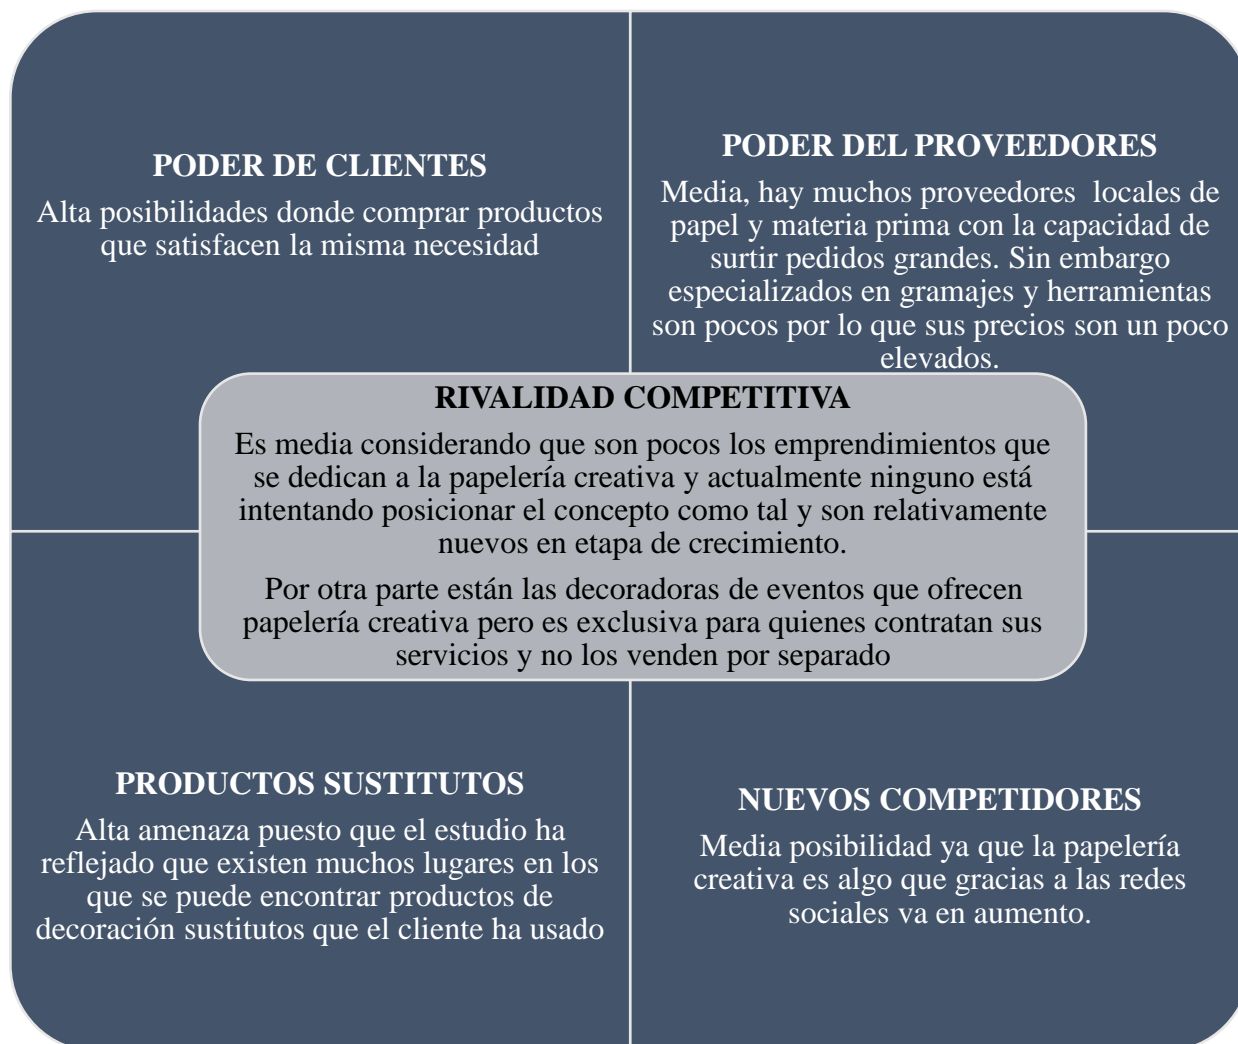 PODER DE CLIENTES
Alta posibilidades donde comprar productos
que satisfacen la misma necesidad
PODER DEL PROVEEDORES
Media, hay muchos proveedores  locales de
papel y materia prima con la capacidad de
surtir pedidos grandes. Sin embargo
especializados en gramajes y herramientas
son pocos por lo que sus precios son un poco
elevados.
RIVALIDAD COMPETITIVA
Es media considerando que son pocos los emprendimientos que
se dedican a la papelería creativa y actualmente ninguno está
intentando posicionar el concepto como tal y son relativamente
nuevos en etapa de crecimiento.
Por otra parte están las decoradoras de eventos que ofrecen
papelería creativa pero es exclusiva para quienes contratan sus
servicios y no los venden por separado
PRODUCTOS SUSTITUTOS
Alta amenaza puesto que el estudio ha
reflejado que existen muchos lugares en los
que se puede encontrar productos de
decoración sustitutos que el cliente ha usado
NUEVOS COMPETIDORES
Media posibilidad ya que la papelería
creativa es algo que gracias a las redes
sociales va en aumento.